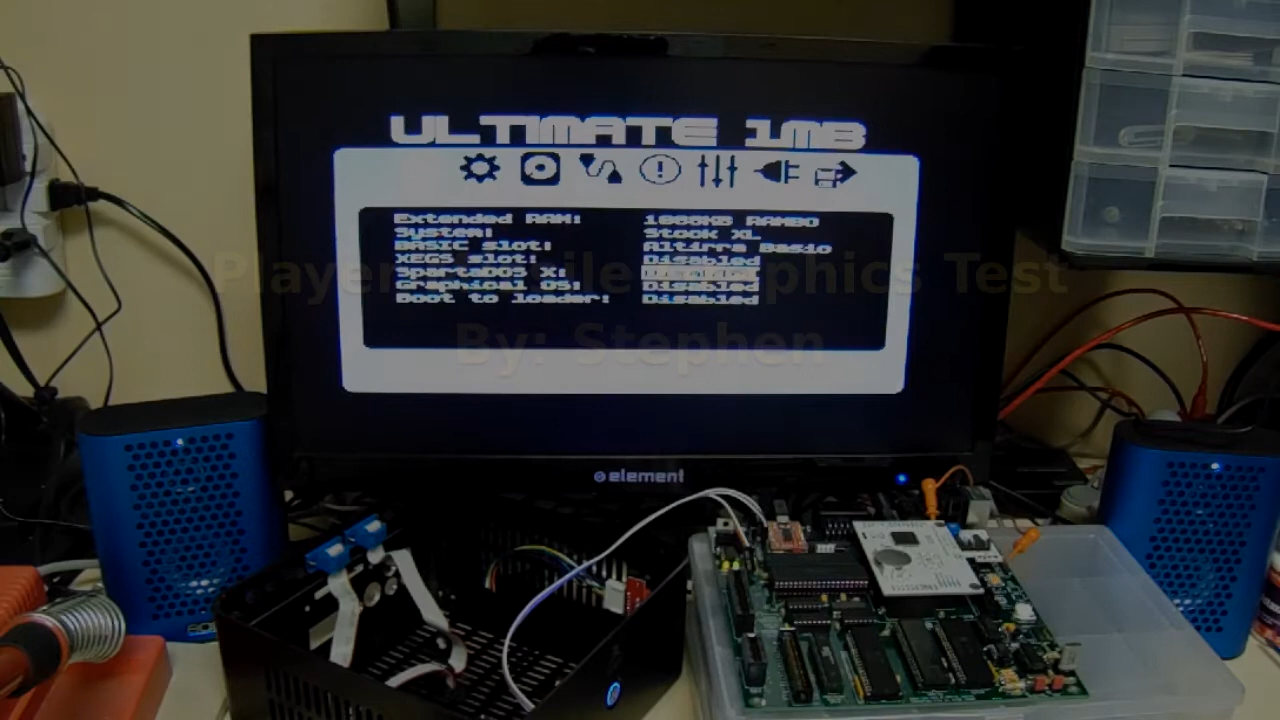 ULTIMATE 1MB
Extended RAM: 1088KB RAMBO
System: Stock XL
BASIC slot: Altirra Basic
XEGS slot: Disabled
SpartaDOS X: Disabled
Graphical OS: Disabled
Boot to loader: Disabled
Player Missile Graphics Test
By: Stephen
element